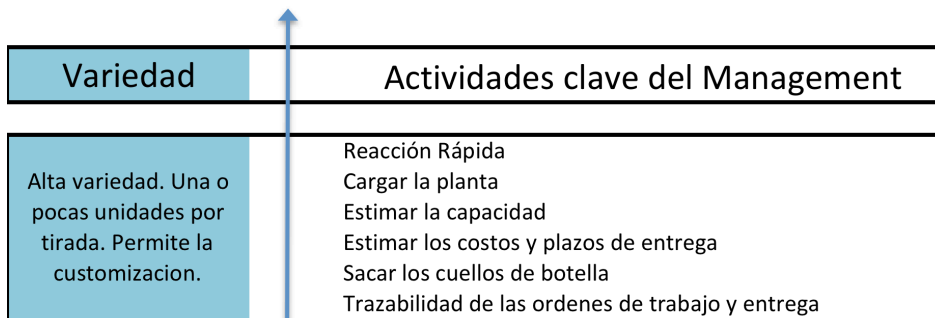 Variedad
Actividades clave del Management
Alta variedad. Una o
pocas unidades por
tirada. Permite la
customizacion.
Reacción Rápida
Cargar la planta
Estimar la capacidad
Estimar los costos y plazos de entrega
Sacar los cuellos de botella
Trazabilidad de las ordenes de trabajo y entrega